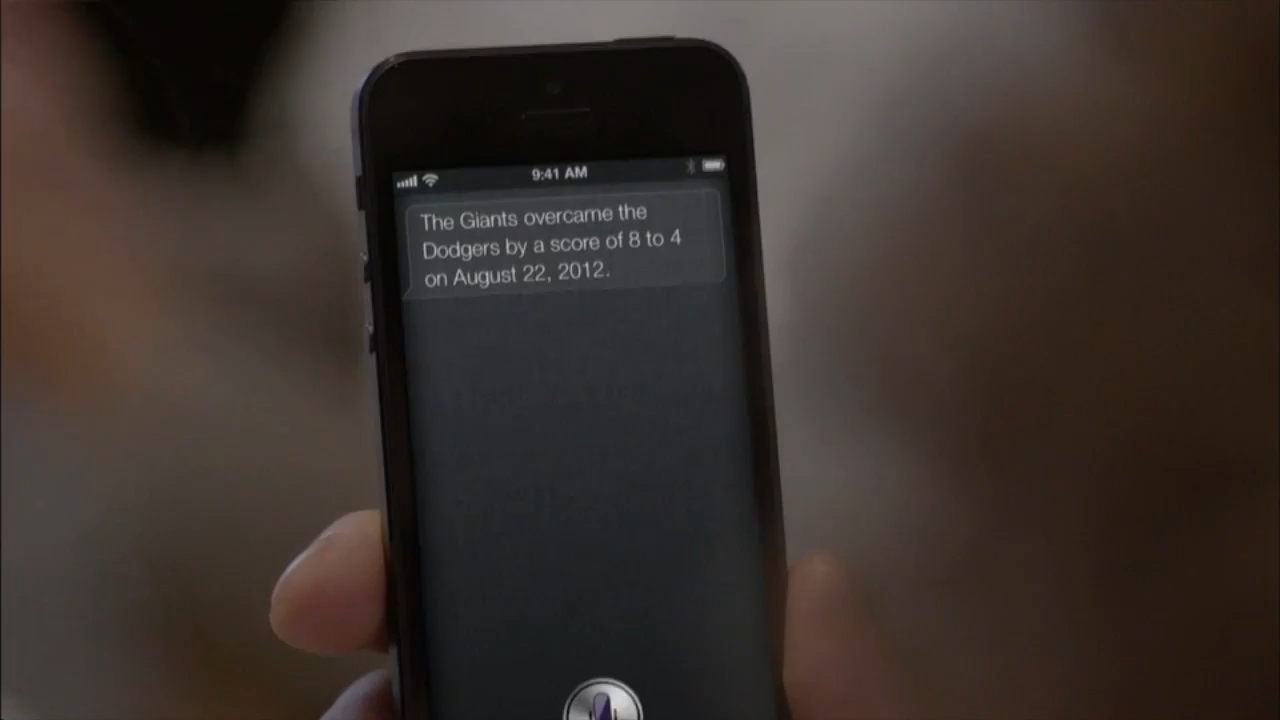 9:41 AM
The Giants overcame the
Dodgers by a score of 8 to 4
on August 22, 2012.